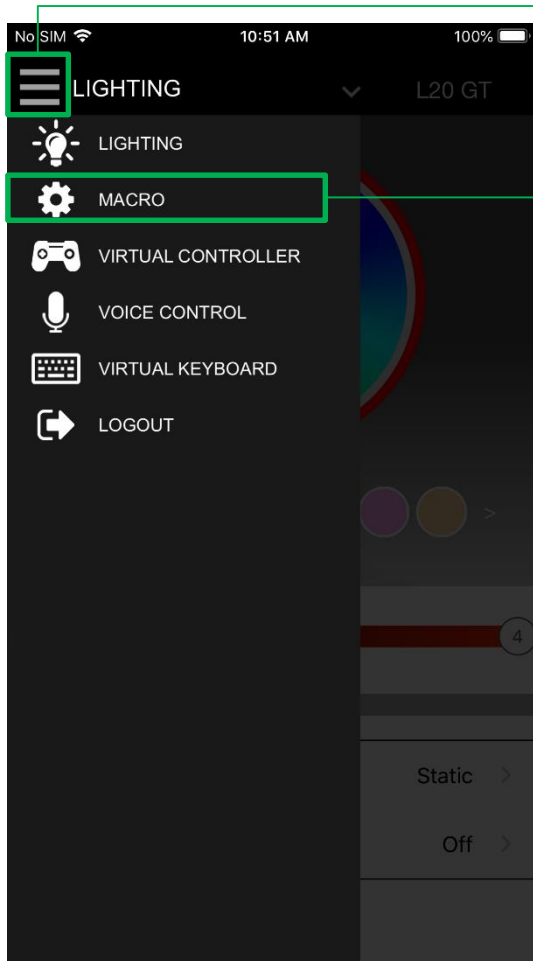 No SIM 10:51 AM 100%
LIGHTING L20 GT
LIGHTING
MACRO
VIRTUAL CONTROLLER
VOICE CONTROL
VIRTUAL KEYBOARD
LOGOUT
>
4
Static >
Off >